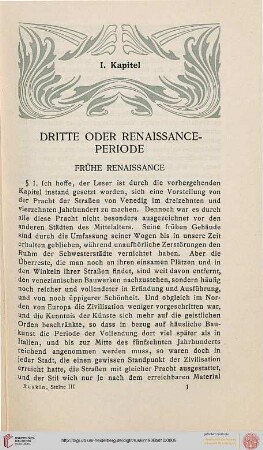 I. Kapitel
DRITTE ODER RENAISSANCE-
PERIODE
FRÜHE RENAISSANCE
§ 1. Ich hoffe, der Leser ist durch die vorhergehenden
Kapitel instand gesetzt worden, sich eine Vorstellung von
der Pracht der Straßen von Venedig im dreizehnten und
vierzehnten Jahrhundert zu machen. Dennoch war es durch
alle diese Pracht nicht besonders ausgezeichnet vor den
anderen Städten des Mittelalters. Seine frühen Gebäude
sind durch die Umfassung seiner Wogen bis in unsere Zeit
erhalten geblieben, während unaufhörliche Zerstörungen den
Ruhm der Schwesterstädte vernichtet haben. Aber die
Überreste, die man noch an ihren einsamen Plätzen und in
den Winkeln ihrer Straßen findet, sind weit davon entfernt,
den venezianischen Bauwerken nachzustehen, sondern häufig
noch reicher und vollendeter in Erfindung und Ausführung,
und von noch üppigerer Schönheit. Und obgleich im Nor-
den von Europa die Zivilisation weniger vorgeschritten war,
und die Kenntnis der Künste sich mehr auf die geistlichen
Orden beschränkte, so dass in bezug auf häusliche Bau-
kunst die Periode der Vollendung dort viel später als in
Italien, und bis zur Mitte des fünfzehnten Jahrhunderts
reichend angenommen werden muss, so waren doch in
jeder Stadt, die einen gewissen Standpunkt der Zivilisation
erreicht hatte, die Straßen mit gleicher Pracht ausgestattet,
und der Stil wich nur je nach dem erreichbaren Material
Ruskin, Steine III 1